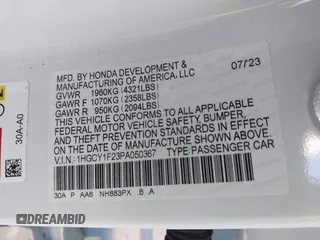 MFD. BY HONDA DEVELOPMENT & 07/23
MANUFACTURING OF AMERICA, LLC
GVWR 1960KG (4321LBS)
GAWR F 1070KG (2358LBS)
GAWR R 950KG (2094LBS)
THIS VEHICLE CONFORMS TO ALL APPLICABLE
FEDERAL MOTOR VEHICLE SAFETY, BUMPER,
AND THEFT PREVENTION STANDARDS IN EFFECT
ON THE DATE OF MANUFACTURE SHOWN ABOVE.
V.I.N.: 1HGCY1F23PA050367 TYPE:PASSENGER CAR
30A P AA6 NH883PX B A
30A-A0
DRIVERHISTORY.com